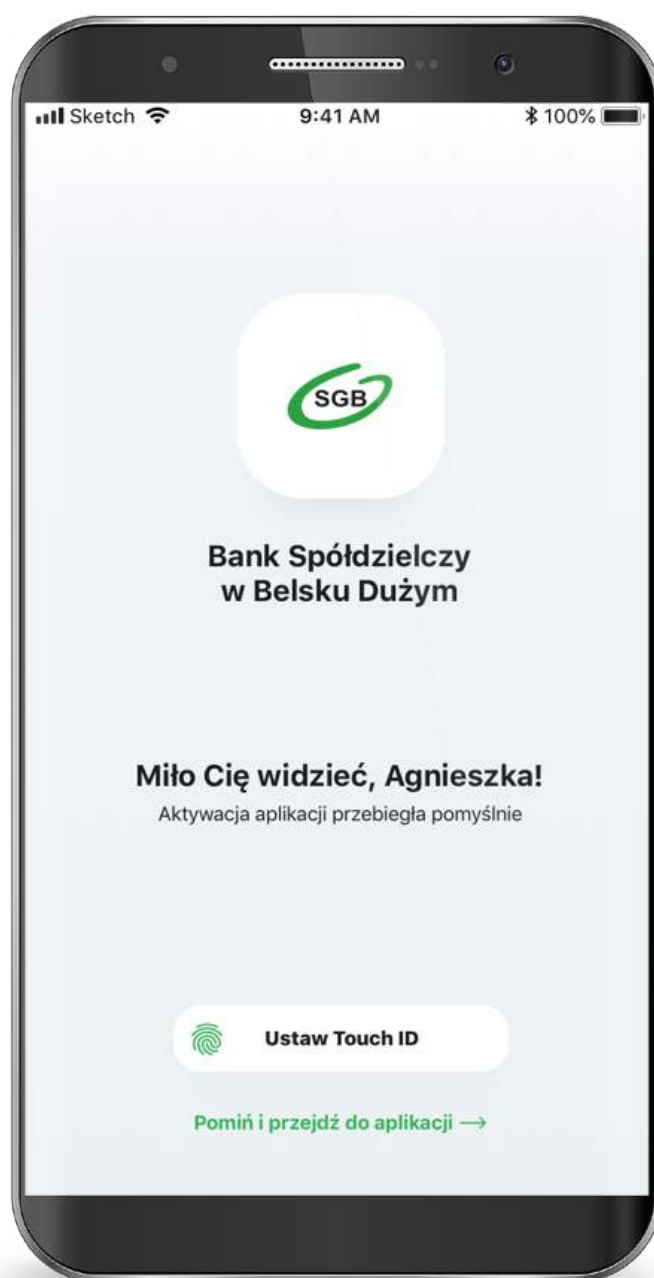 Sketch 9:41 AM 100%
SGB
Bank Spółdzielczy
w Belsku Dużym
Miło Cię widzieć, Agnieszka!
Aktywacja aplikacji przebiegła pomyślnie
Ustaw Touch ID
Pomiń i przejdź do aplikacji →